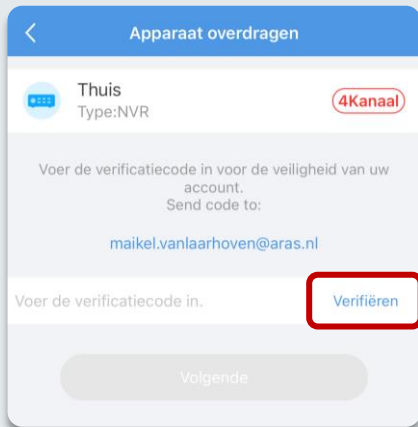 Apparaat overdragen
Thuis
4Kanaal
Type:NVR
Voer de verificatiecode in voor de veiligheid van uw
account.
Send code to:
maikel.vanlaarhoven@aras.nl
Voer de verificatiecode in.
Verifiëren
Volgende